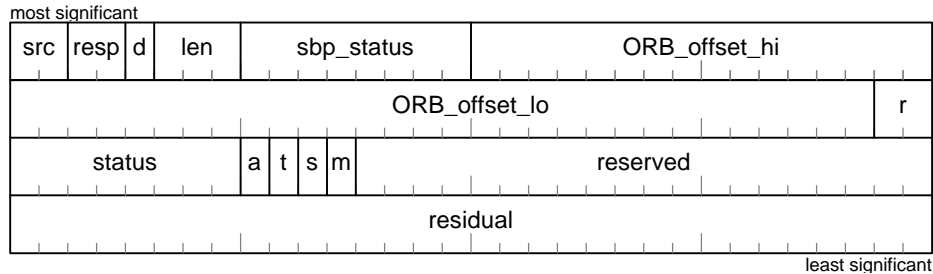 most significant
src resp d len sbp_status ORB_offset_hi
ORB_offset_lo r
status a t s m reserved
residual
least significant